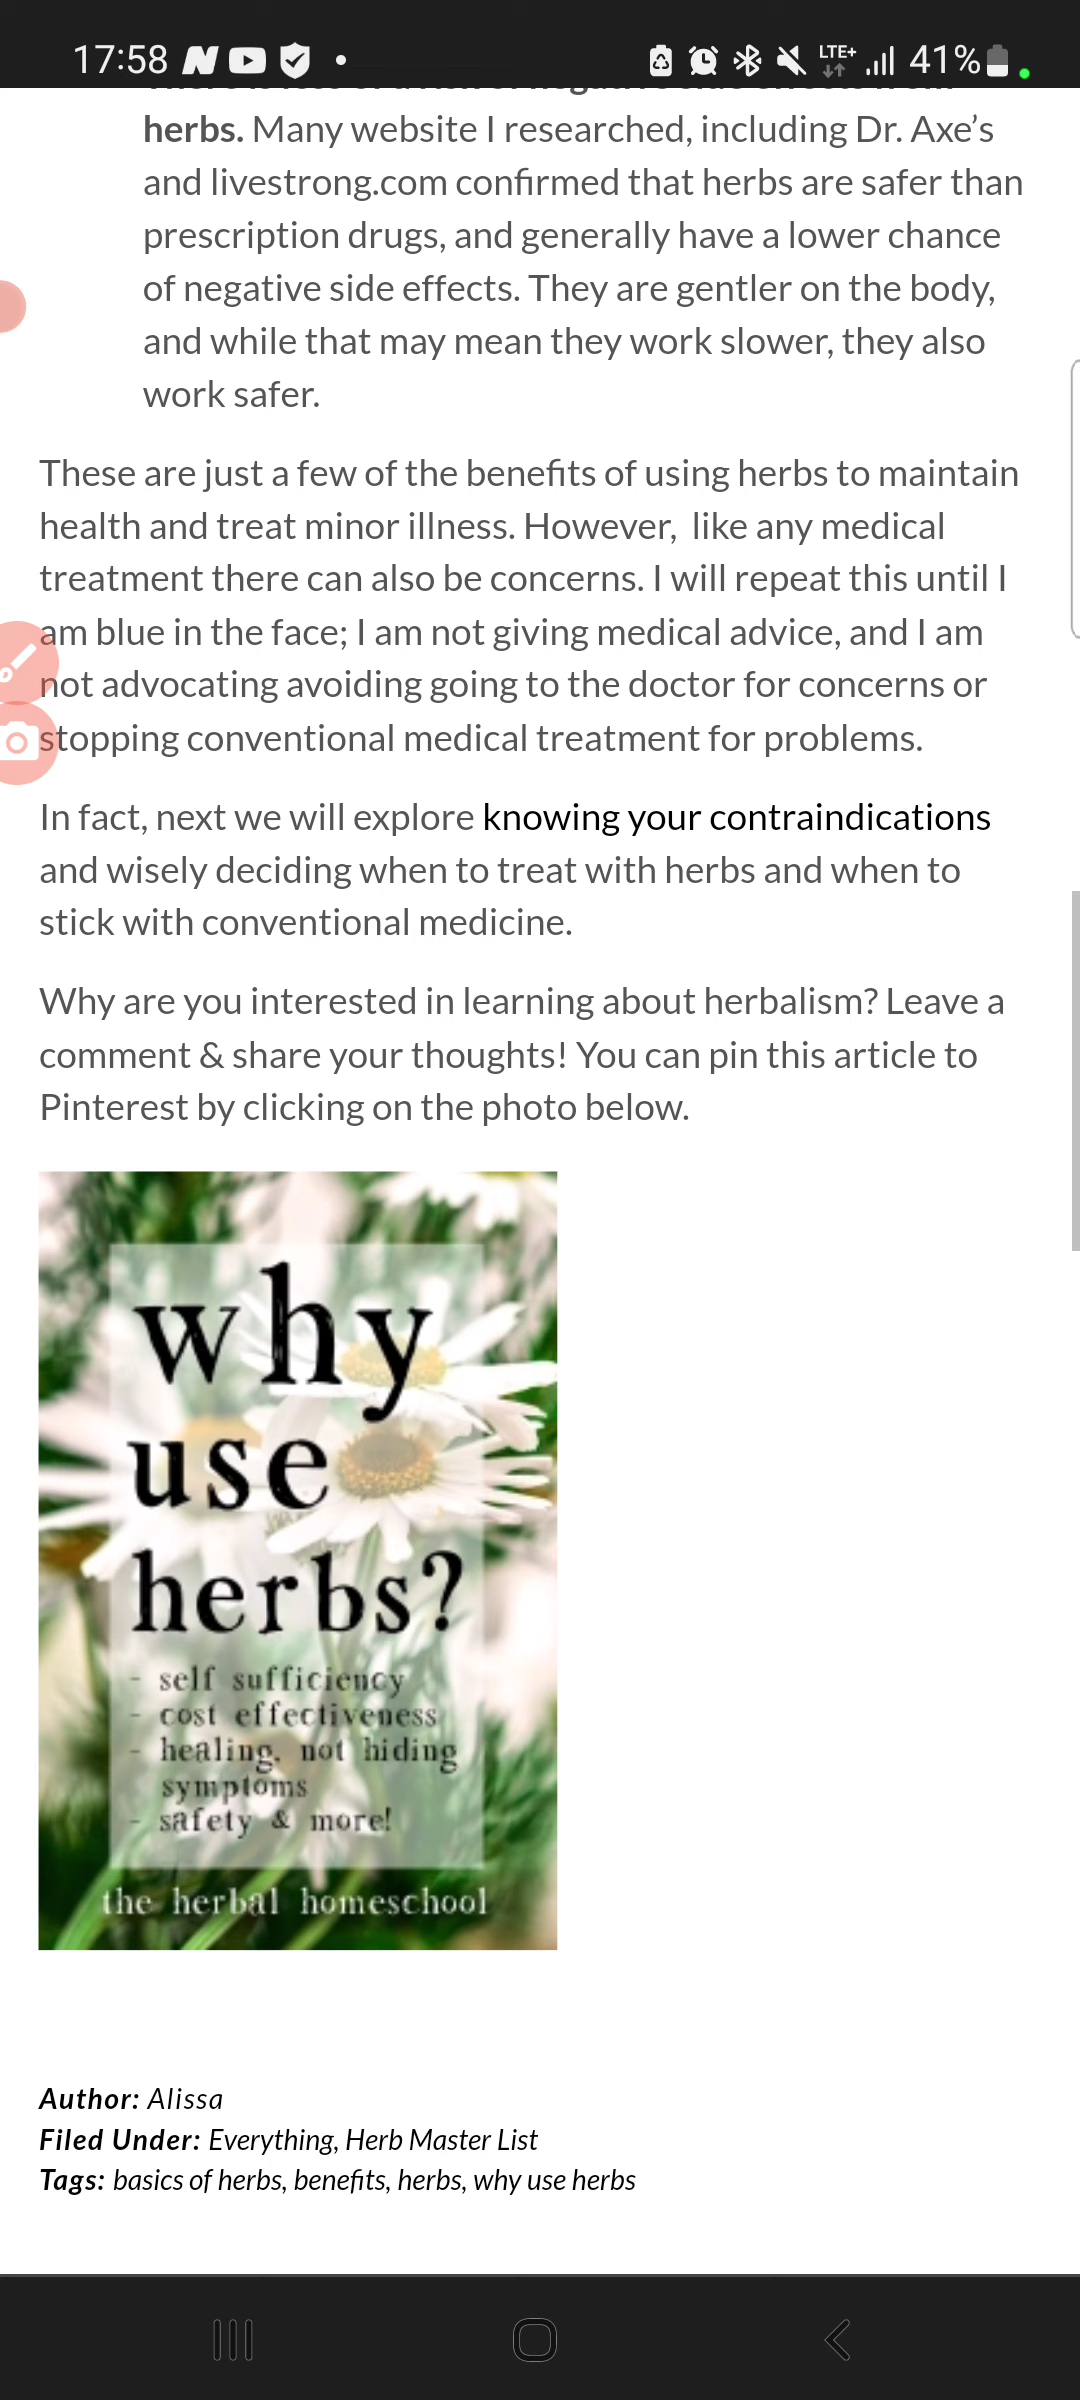 17:58
LTE+
41%
herbs. Many website I researched, including Dr. Axe’s
and livestrong.com confirmed that herbs are safer than
prescription drugs, and generally have a lower chance
of negative side effects. They are gentler on the body,
and while that may mean they work slower, they also
work safer.
These are just a few of the benefits of using herbs to maintain
health and treat minor illness. However,  like any medical
treatment there can also be concerns. I will repeat this until I
am blue in the face; I am not giving medical advice, and I am
not advocating avoiding going to the doctor for concerns or
stopping conventional medical treatment for problems.
In fact, next we will explore knowing your contraindications
and wisely deciding when to treat with herbs and when to
stick with conventional medicine.
Why are you interested in learning about herbalism? Leave a
comment & share your thoughts! You can pin this article to
Pinterest by clicking on the photo below.
why
use
herbs?
- self sufficiency
- cost effectiveness
- healing, not hiding
symptoms
- safety & more!
the herbal homeschool
Author: Alissa
Filed Under: Everything, Herb Master List
Tags: basics of herbs, benefits, herbs, why use herbs